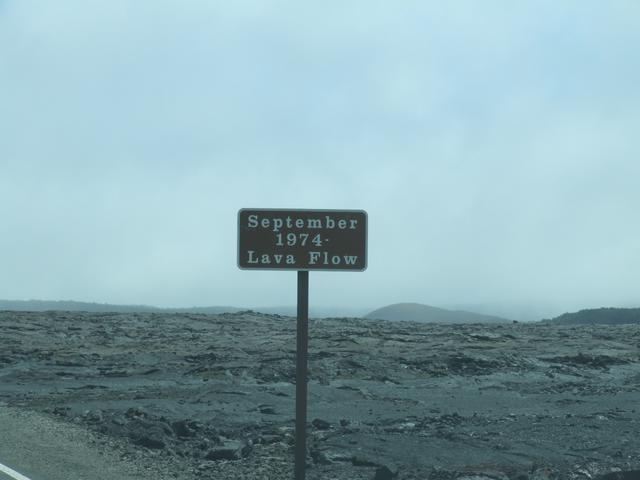 September
1974-
Lava Flow